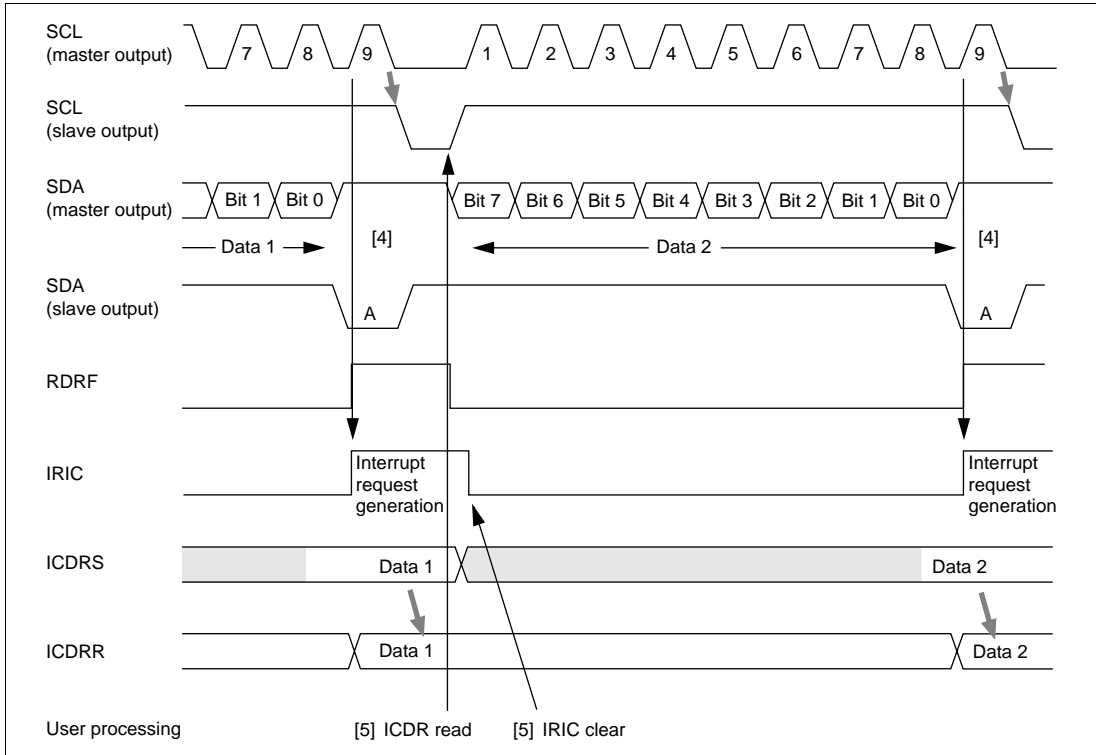 SCL
(master output)
7 8 9 1 2 3 4 5 6 7 8 9
SCL
(slave output)
SDA
(master output)
Bit 1 Bit 0 Bit 7 Bit 6 Bit 5 Bit 4 Bit 3 Bit 2 Bit 1 Bit 0
Data 1 [4] Data 2 [4]
SDA
(slave output)
A A
RDRF
IRIC
Interrupt
request
generation
Interrupt
request
generation
ICDRS
Data 1 Data 2
ICDRR
Data 1 Data 2
User processing [5] ICDR read [5] IRIC clear